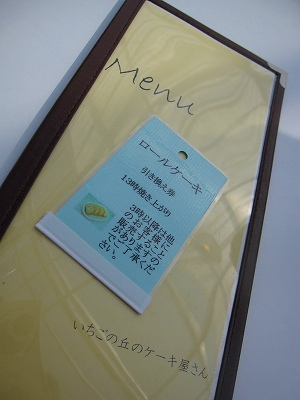 Menu
ロールケーキ
引き換え券
13時焼き上がり
3時以降は他
のお客様に
販売すること
がありますの
でご了承くだ
さい。
いちごの丘のケーキ屋さん